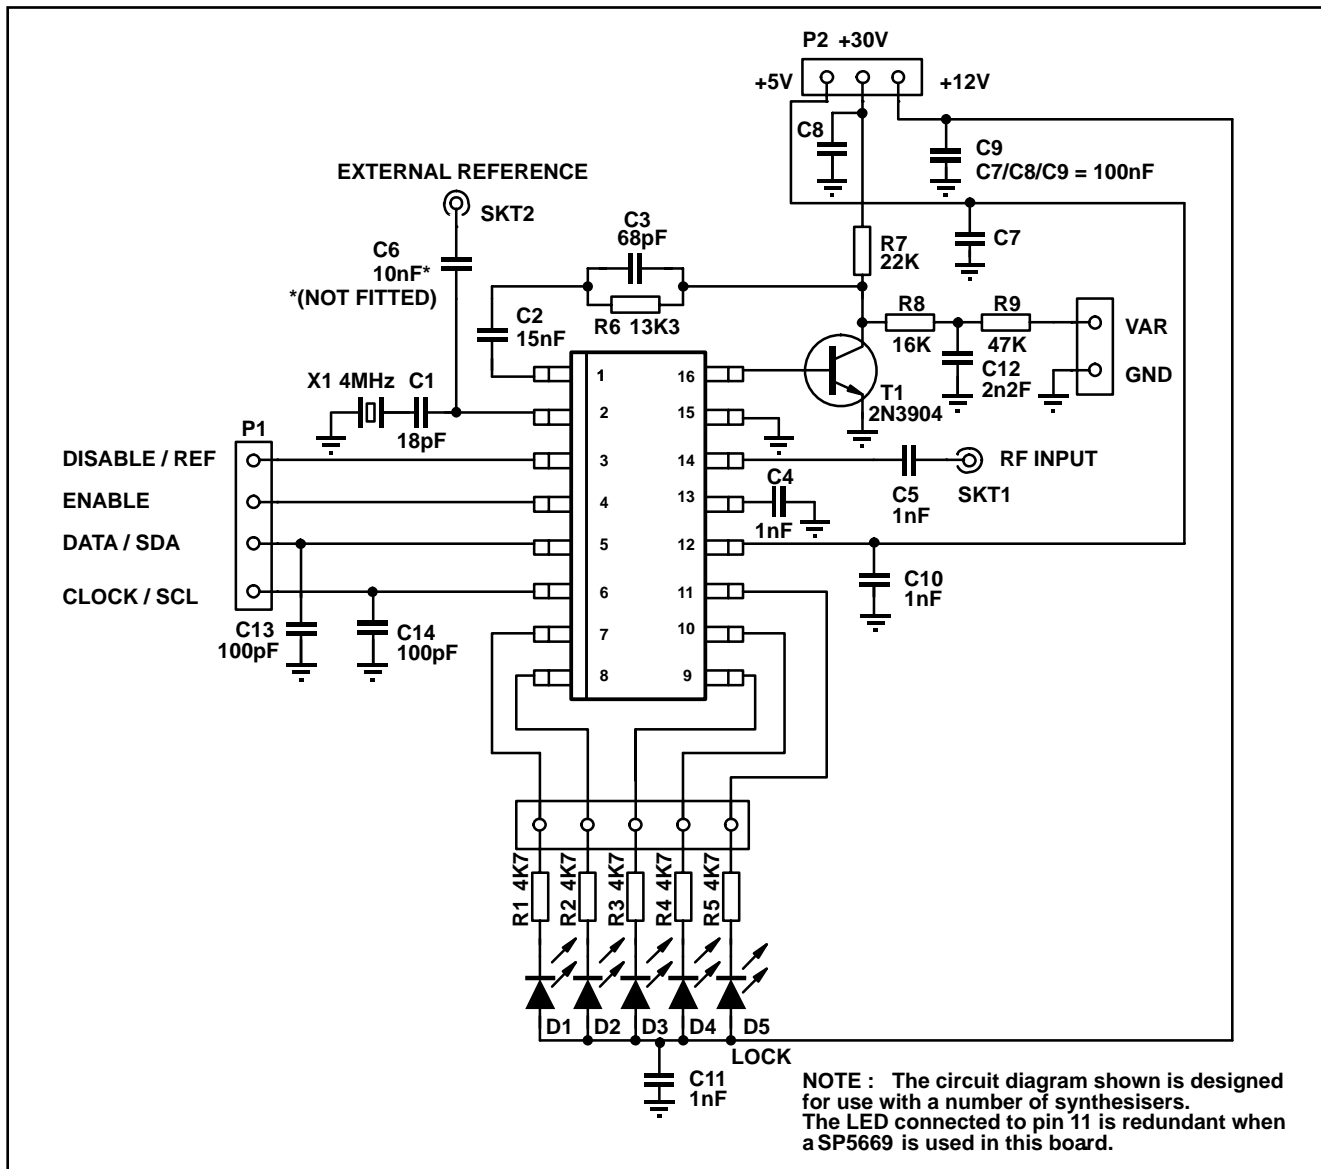 P2 +30V
+5V
+12V
C8
C9
C7/C8/C9 = 100nF
EXTERNAL REFERENCE
SKT2
C3
68pF
C7
R7
22K
C6
10nF*
*(NOT FITTED)
R6 13K3
C2
15nF
R8
16K
R9
47K
VAR
C12
2n2F
GND
T1
2N3904
X1 4MHz
C1
18pF
P1
1
2
3
4
5
6
7
8
16
15
14
13
12
11
10
9
DISABLE / REF
ENABLE
DATA / SDA
CLOCK / SCL
RF INPUT
SKT1
C5
1nF
C4
1nF
C10
1nF
C13
100pF
C14
100pF
R1 4K7
R2 4K7
R3 4K7
R4 4K7
R5 4K7
D1
D2
D3
D4
D5
LOCK
C11
1nF
NOTE : The circuit diagram shown is designed
for use with a number of synthesisers.
The LED connected to pin 11 is redundant when
a SP5669 is used in this board.